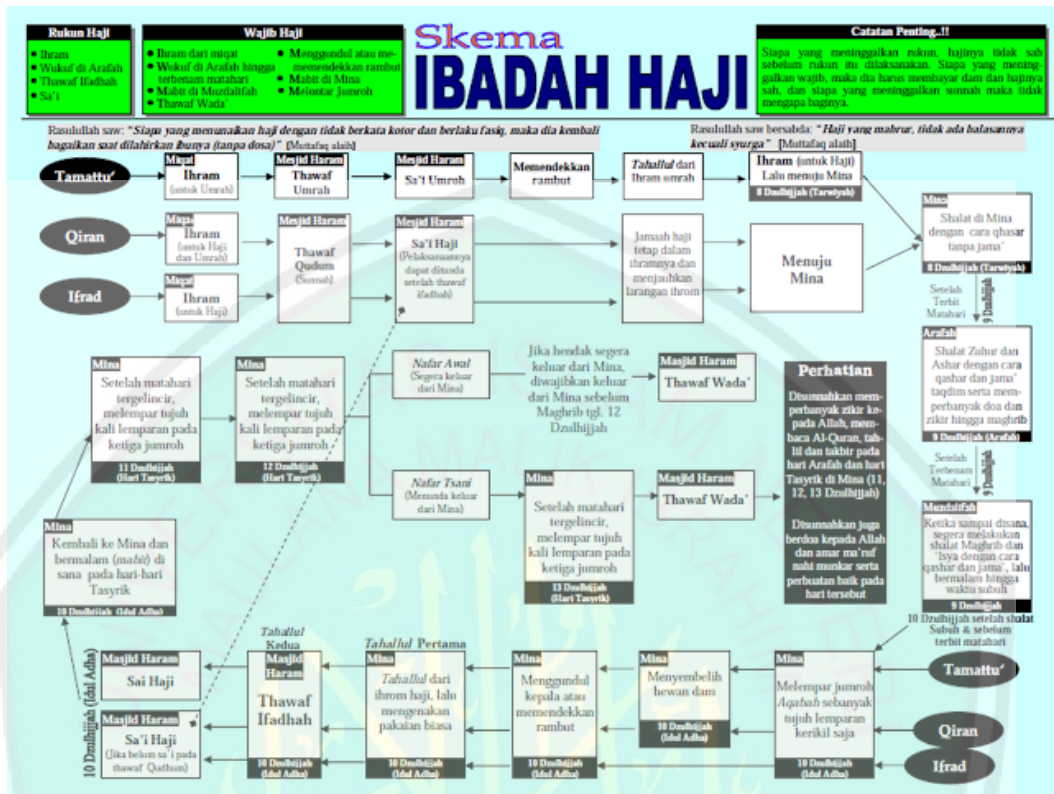 Rukun Haji
• Ihram
• Wukuf di Arafah
• Thawaf Ifadhah
• Sa'i
Wajib Haji
• Ihram dari miqat
• Wukuf di Arafah hingga
terbenam matahari
• Mabit di Muzdalifah
• Thawaf Wada'
• Menggundul atau me-
memendekkan rambut
• Mabit di Mina
• Melontar Jumroh
Skema
IBADAH HAJI
Catatan Penting..!!
Siapa yang meninggalkan rukun, hajinya tidak sah
sebelum rukun itu dilaksanakan. Siapa yang mening-
galkan wajib, maka dia harus membayar dam dan hajinya
sah, dan siapa yang meninggalkan sunnah maka tidak
mengapa baginya.
Rasulullah saw: "Siapa yang menunaikan haji dengan tidak berkata kotor dan berlaku fasiq, maka dia kembali
bagaikan saat dilahirkan ibunya (tanpa dosa)" [Muttafaq alaih]
Rasulullah saw bersabda: "Haji yang mabrur, tidak ada balasannya
kecuali syurga" [Muttafaq alaih]
Tamattu'
Miqat
Ihram
(untuk Umrah)
Mesjid Haram
Thawaf
Umrah
Mesjid Haram
Sa'i Umroh
Memendekkan
rambut
Tahallul dari
Ihram umrah
Ihram (untuk Haji)
Lalu menuju Mina
8 Dzulhijjah (Tarwiyah)
Qiran
Miqat
Ihram
(untuk Haji
dan Umrah)
Ifrad
Miqat
Ihram
(untuk Haji)
Mesjid Haram
Thawaf
Qudum
(Sunnah)
Mesjid Haram
Sa'i Haji
(Pelaksanaannya
dapat ditunda
setelah thawaf
ifadhah)
Jamaah haji
tetap dalam
ihramnya dan
menjauhkan
larangan ihrom
Menuju
Mina
Mina
Shalat di Mina
dengan cara qhasar
tanpa jama'
8 Dzulhijjah (Tarwiyah)
Setelah
Terbit
Matahari
9 Dzulhijjah
Arafah
Shalat Zuhur dan
Ashar dengan cara
qashar dan jama'
taqdim serta mem-
perbanyak doa dan
zikir hingga maghrib
9 Dzulhijjah (Arafah)
Setelah
Terbenam
Matahari
9 Dzulhijjah
Muzdalifah
Ketika sampai disana,
segera melakukan
shalat Maghrib dan
'Isya dengan cara
qashar dan jama', lalu
bermalam hingga
waktu subuh
9 Dzulhijjah
10 Dzulhijjah setelah shalat
Subuh & sebelum
terbit matahari
Mina
Setelah matahari
tergelincir,
melempar tujuh
kali lemparan pada
ketiga jumroh
11 Dzulhijjah
(Hari Tasyrik)
Mina
Setelah matahari
tergelincir,
melempar tujuh
kali lemparan pada
ketiga jumroh
12 Dzulhijjah
(Hari Tasyrik)
Nafar Awal
(Segera keluar
dari Mina)
Jika hendak segera
keluar dari Mina,
diwajibkan keluar
dari Mina sebelum
Maghrib tgl. 12
Dzulhijjah
Masjid Haram
Thawaf Wada'
Nafar Tsani
(Menunda keluar
dari Mina)
Mina
Setelah matahari
tergelincir,
melempar tujuh
kali lemparan pada
ketiga jumroh
13 Dzulhijjah
(Hari Tasyrik)
Masjid Haram
Thawaf Wada'
Perhatian
Disunnahkan mem-
perbanyak zikir ke-
pada Allah, mem-
baca Al-Quran, tah-
lil dan takbir pada
hari Arafah dan hari
Tasyrik di Mina (11,
12, 13 Dzulhijjah)
Disunnahkan juga
berdoa kepada Allah
dan amar ma'ruf
nahi munkar serta
perbuatan baik pada
hari tersebut
Mina
Kembali ke Mina dan
bermalam (mabit) di
sana pada hari-hari
Tasyrik
10 Dzulhijjah (Idul Adha)
10 Dzulhijjah (Idul Adha)
Masjid Haram
Sai Haji
Masjid Haram
Sa'i Haji
(Jika belum sa'i pada
thawaf Qudhum)
Tahallul
Kedua
Masjid
Haram
Thawaf
Ifadhah
10 Dzulhijjah
(Idul Adha)
Tahallul Pertama
Mina
Tahallul dari
ihrom haji, lalu
mengenakan
pakaian biasa
10 Dzulhijjah
(Idul Adha)
Mina
Menggundul
kepala atau
memendekkan
rambut
10 Dzulhijjah
(Idul Adha)
Mina
Menyembelih
hewan dam
10 Dzulhijjah
(Idul Adha)
Mina
Melempar jumroh
Aqabah sebanyak
tujuh lemparan
kerikil saja
10 Dzulhijjah
(Idul Adha)
Tamattu'
Qiran
Ifrad